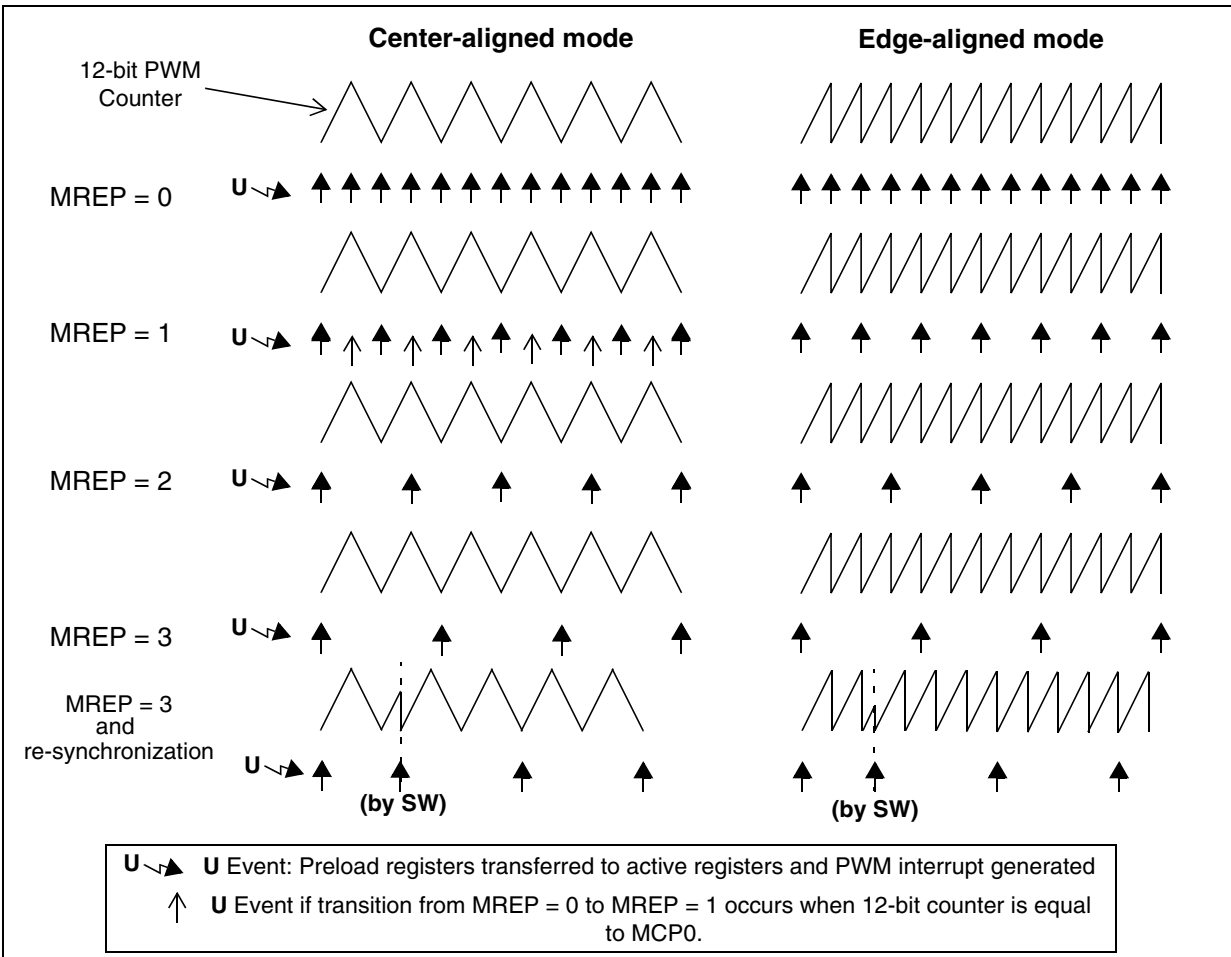 Center-aligned mode
Edge-aligned mode
12-bit PWM
Counter
MREP = 0
U
MREP = 1
U
MREP = 2
U
MREP = 3
U
MREP = 3
and
re-synchronization
U
(by SW)
(by SW)
U
U Event: Preload registers transferred to active registers and PWM interrupt generated
U Event if transition from MREP = 0 to MREP = 1 occurs when 12-bit counter is equal
to MCP0.